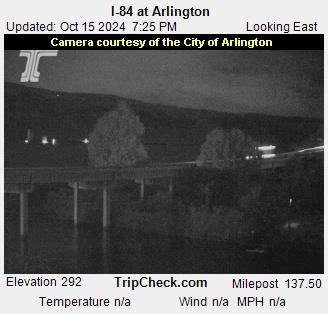 I-84 at Arlington
Updated: Oct 15 2024 7:25 PM Looking East
Camera courtesy of the City of Arlington
Elevation 292 TripCheck.com Milepost 137.50
Temperature n/a Wind n/a MPH n/a